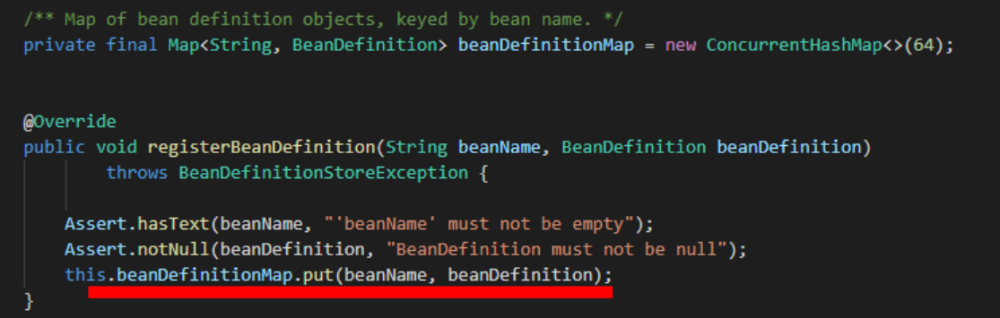 /** Map of bean definition objects, keyed by bean name. */
private final Map<String, BeanDefinition> beanDefinitionMap = new ConcurrentHashMap<>(64);
@Override
public void registerBeanDefinition(String beanName, BeanDefinition beanDefinition)
throws BeanDefinitionStoreException {
Assert.hasText(beanName, "'beanName' must not be empty");
Assert.notNull(beanDefinition, "BeanDefinition must not be null");
this.beanDefinitionMap.put(beanName, beanDefinition);
}